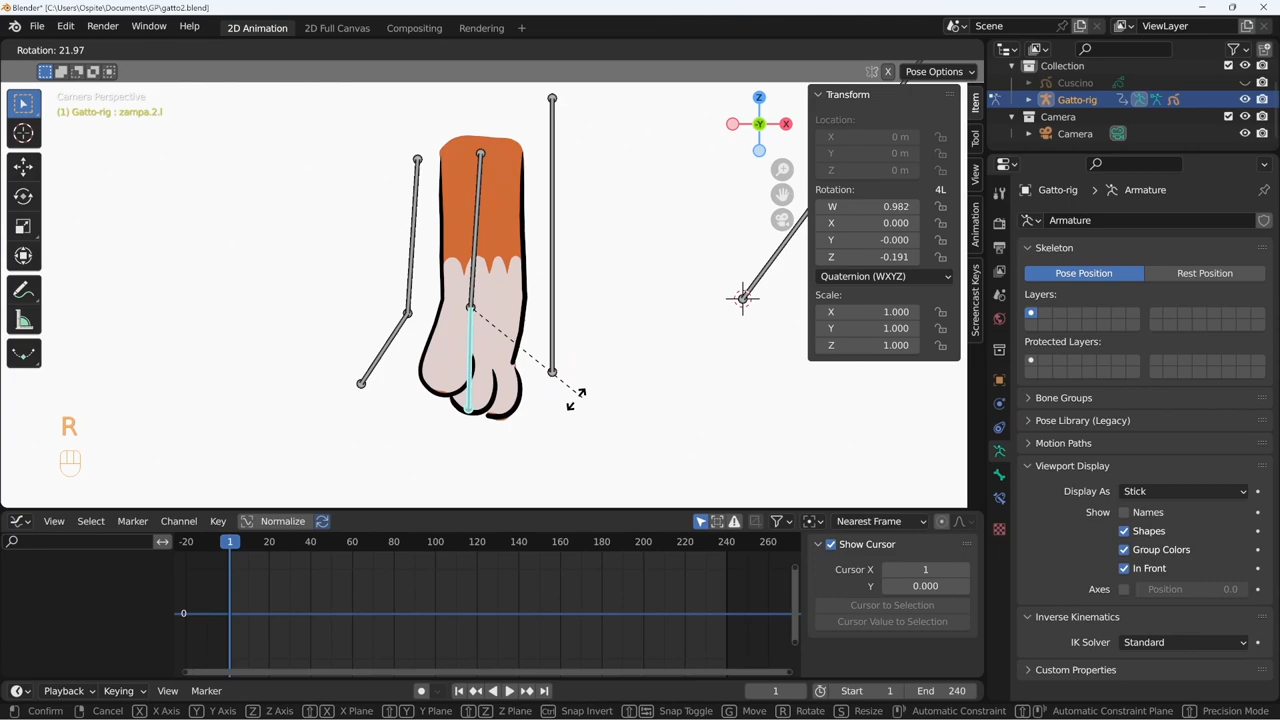 Blender* [C:\Users\Ospite\Documents\GP\gatto2.blend]
File Edit Render Window Help 2D Animation 2D Full Canvas Compositing Rendering + Scene ViewLayer
Rotation: 21.97
X Pose Options
Camera Perspective
(1) Gatto-rig : zampa.2.l
Z
-Y
X
R
Transform
Location:
X 0 m
Y 0 m
Z 0 m
Rotation: 4L
W 0.982
X 0.000
Y -0.000
Z -0.191
Quaternion (WXYZ)
Scale:
X 1.000
Y 1.000
Z 1.000
Item
Tool
View
Animation
Screencast Keys
Collection
Cuscino
Gatto-rig
Camera
Camera
Gatto-rig > Armature
Armature
Skeleton
Pose Position Rest Position
Layers:
Protected Layers:
Bone Groups
Pose Library (Legacy)
Motion Paths
Viewport Display
Display As Stick
Show Names
Shapes
Group Colors
In Front
Axes Position 0.0
Inverse Kinematics
IK Solver Standard
Custom Properties
View Select Marker Channel Key Normalize Nearest Frame
-20 1 20 40 60 80 100 120 140 160 180 200 220 240 260
0
Show Cursor
Cursor X 1
Y 0.000
Cursor to Selection
Cursor Value to Selection
Playback Keying View Marker 1 Start 1 End 240
Confirm Cancel X X Axis Y Y Axis Z Z Axis X X Plane Y Y Plane Z Z Plane Ctrl Snap Invert Snap Toggle G Move R Rotate S Resize Automatic Constraint Automatic Constraint Plane Precision Mode